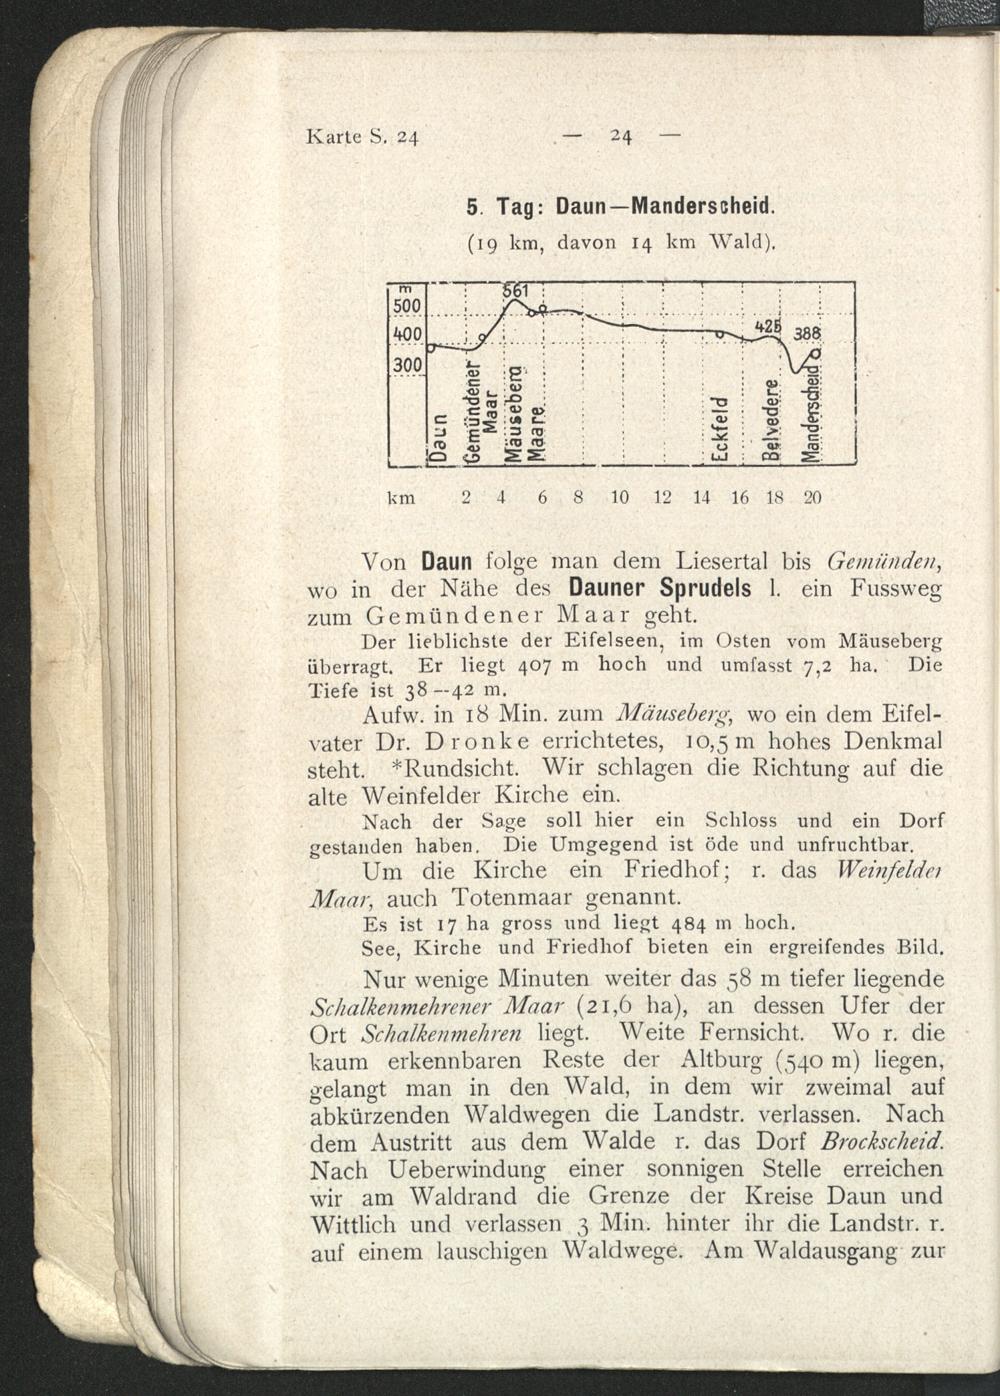 Karte S. 24 — 24 —
5. Tag: Daun—Manderscheid.
(19 km, davon 14 km Wald).
m
500
400
300
561
425
388
Daun
Gemündener
Maar
Mäuseberg
Maare
Eckfeld
Belvedere
Manderscheid
km 2 4 6 8 10 12 14 16 18 20
Von Daun folge man dem Liesertal bis Gemünden,
wo in der Nähe des Dauner Sprudels l. ein Fussweg
zum Gemündener Maar geht.
Der lieblichste der Eifelseen, im Osten vom Mäuseberg
überragt. Er liegt 407 m hoch und umfasst 7,2 ha. Die
Tiefe ist 38—42 m.
Aufw. in 18 Min. zum Mäuseberg, wo ein dem Eifel-
vater Dr. Dronke errichtetes, 10,5 m hohes Denkmal
steht. *Rundsicht. Wir schlagen die Richtung auf die
alte Weinfelder Kirche ein.
Nach der Sage soll hier ein Schloss und ein Dorf
gestanden haben. Die Umgegend ist öde und unfruchtbar.
Um die Kirche ein Friedhof; r. das Weinfelder
Maar, auch Totenmaar genannt.
Es ist 17 ha gross und liegt 484 m hoch.
See, Kirche und Friedhof bieten ein ergreifendes Bild.
Nur wenige Minuten weiter das 58 m tiefer liegende
Schalkenmehrener Maar (21,6 ha), an dessen Ufer der
Ort Schalkenmehren liegt. Weite Fernsicht. Wo r. die
kaum erkennbaren Reste der Altburg (540 m) liegen,
gelangt man in den Wald, in dem wir zweimal auf
abkürzenden Waldwegen die Landstr. verlassen. Nach
dem Austritt aus dem Walde r. das Dorf Brockscheid.
Nach Ueberwindung einer sonnigen Stelle erreichen
wir am Waldrand die Grenze der Kreise Daun und
Wittlich und verlassen 3 Min. hinter ihr die Landstr. r.
auf einem lauschigen Waldwege. Am Waldausgang zur